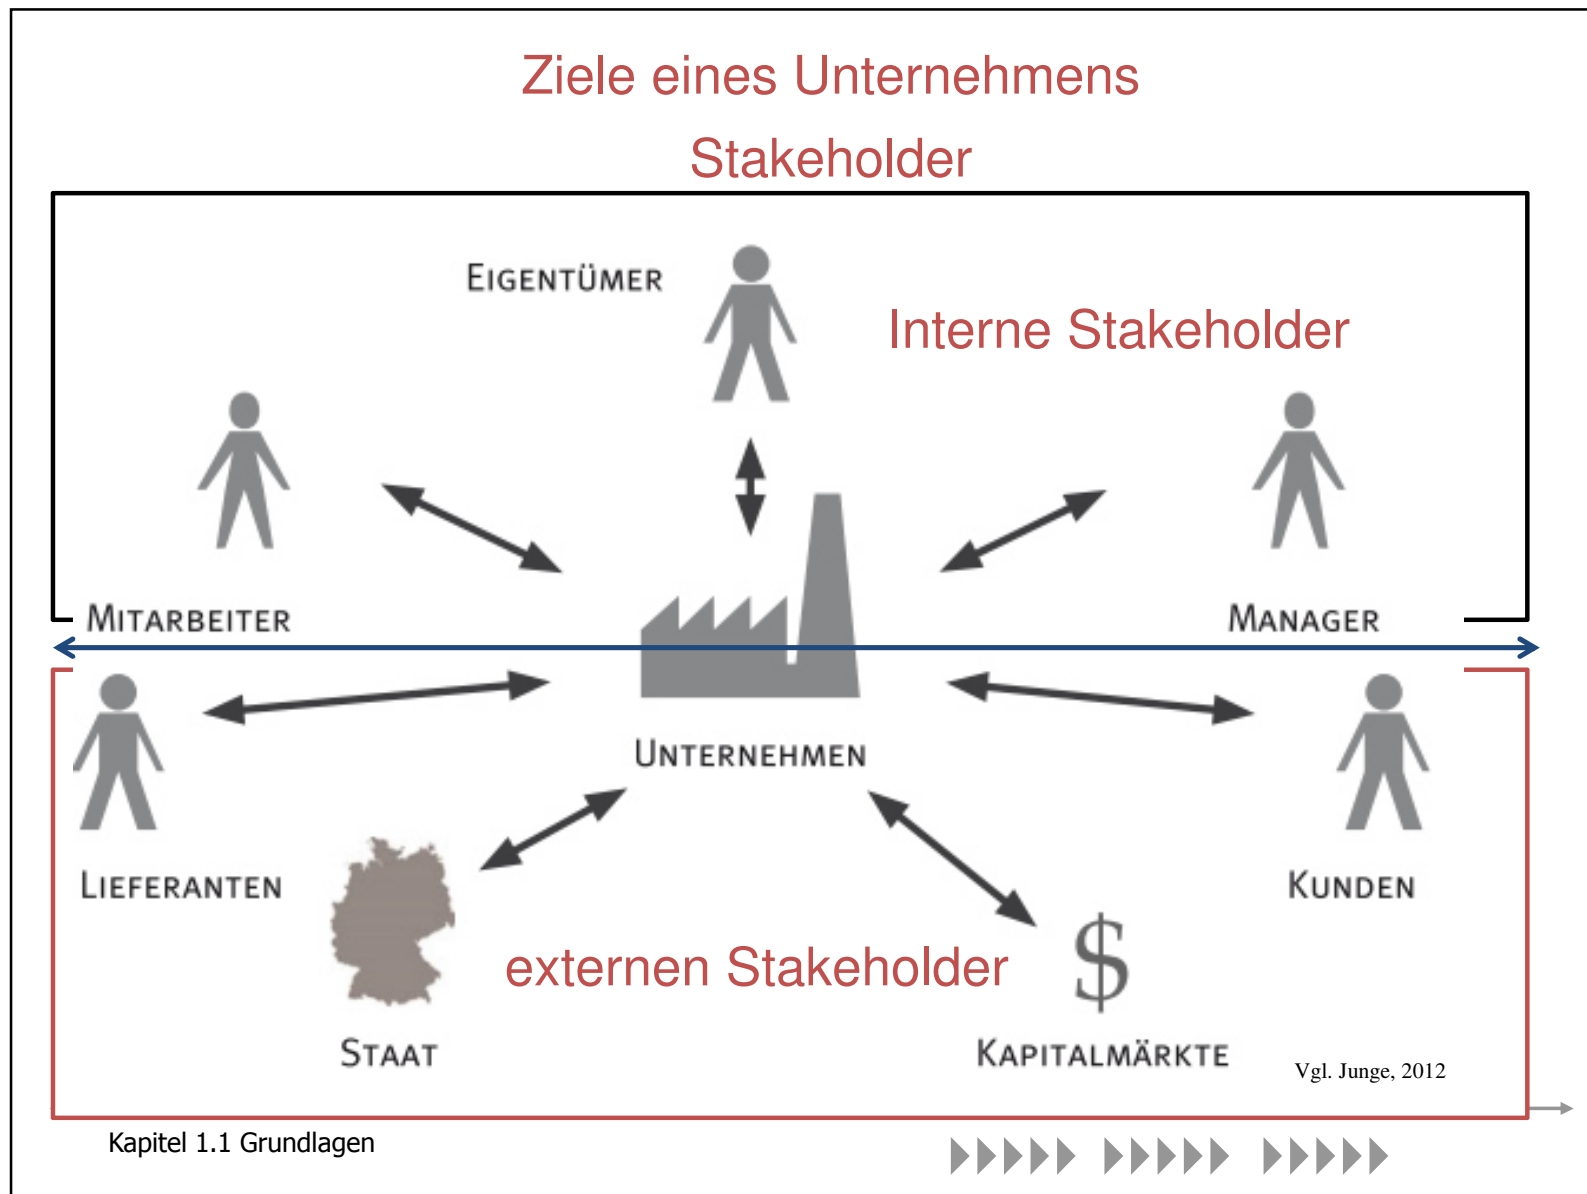 Ziele eines Unternehmens
Stakeholder
EIGENTÜMER
Interne Stakeholder
MITARBEITER
MANAGER
UNTERNEHMEN
LIEFERANTEN
KUNDEN
externen Stakeholder
$
STAAT
KAPITALMÄRKTE
Vgl. Junge, 2012
Kapitel 1.1 Grundlagen